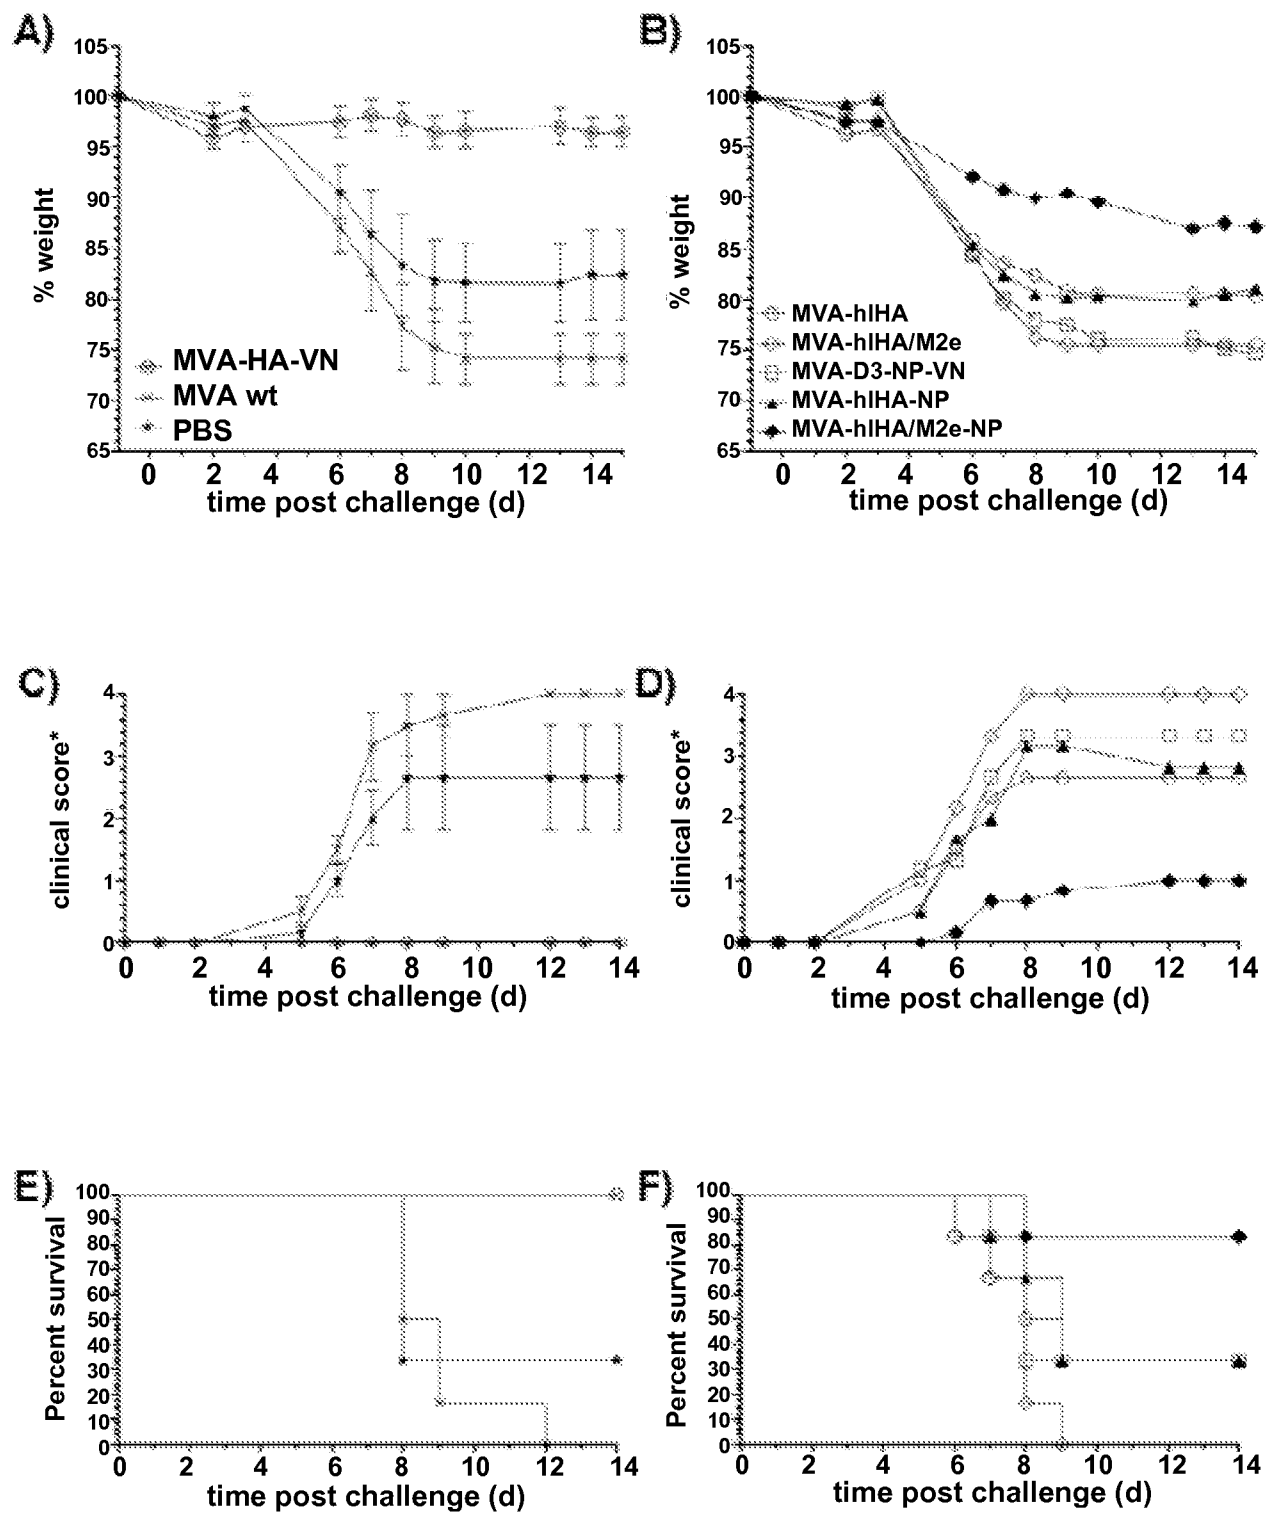 A)
105
100
95
90
85
80
75
70
65
% weight
MVA-HA-VN
MVA wt
PBS
0 2 4 6 8 10 12 14
time post challenge (d)
B)
105
100
95
90
85
80
75
70
65
% weight
MVA-hlHA
MVA-hlHA/M2e
MVA-D3-NP-VN
MVA-hlHA-NP
MVA-hlHA/M2e-NP
0 2 4 6 8 10 12 14
time post challenge (d)
C)
4
3
2
1
0
clinical score*
0 2 4 6 8 10 12 14
time post challenge (d)
D)
4
3
2
1
0
clinical score*
0 2 4 6 8 10 12 14
time post challenge (d)
E)
100
90
80
70
60
50
40
30
20
10
0
Percent survival
0 2 4 6 8 10 12 14
time post challenge (d)
F)
100
90
80
70
60
50
40
30
20
10
0
Percent survival
0 2 4 6 8 10 12 14
time post challenge (d)